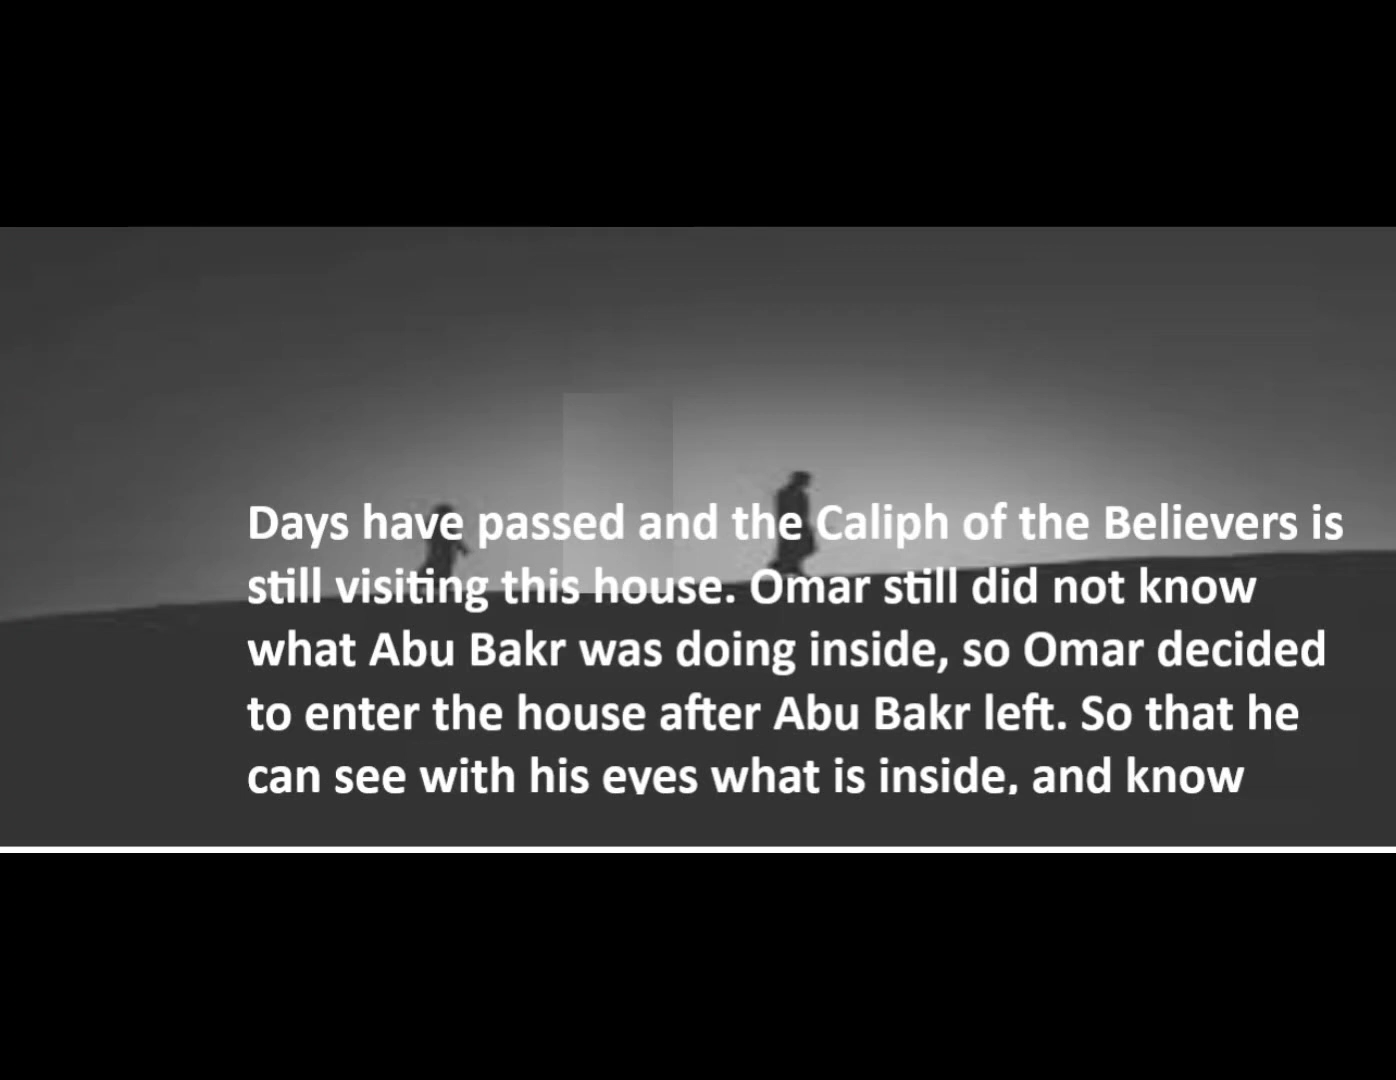 Days have passed and the Caliph of the Believers is
still visiting this house. Omar still did not know
what Abu Bakr was doing inside, so Omar decided
to enter the house after Abu Bakr left. So that he
can see with his eyes what is inside, and know